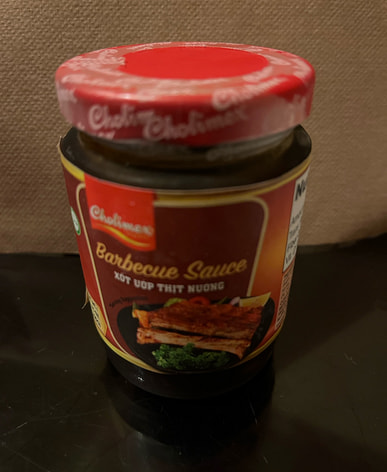 Cholimex
Cholimex
Cholimex
Barbecue Sauce
XỐT ƯỚP THỊT NƯỚNG